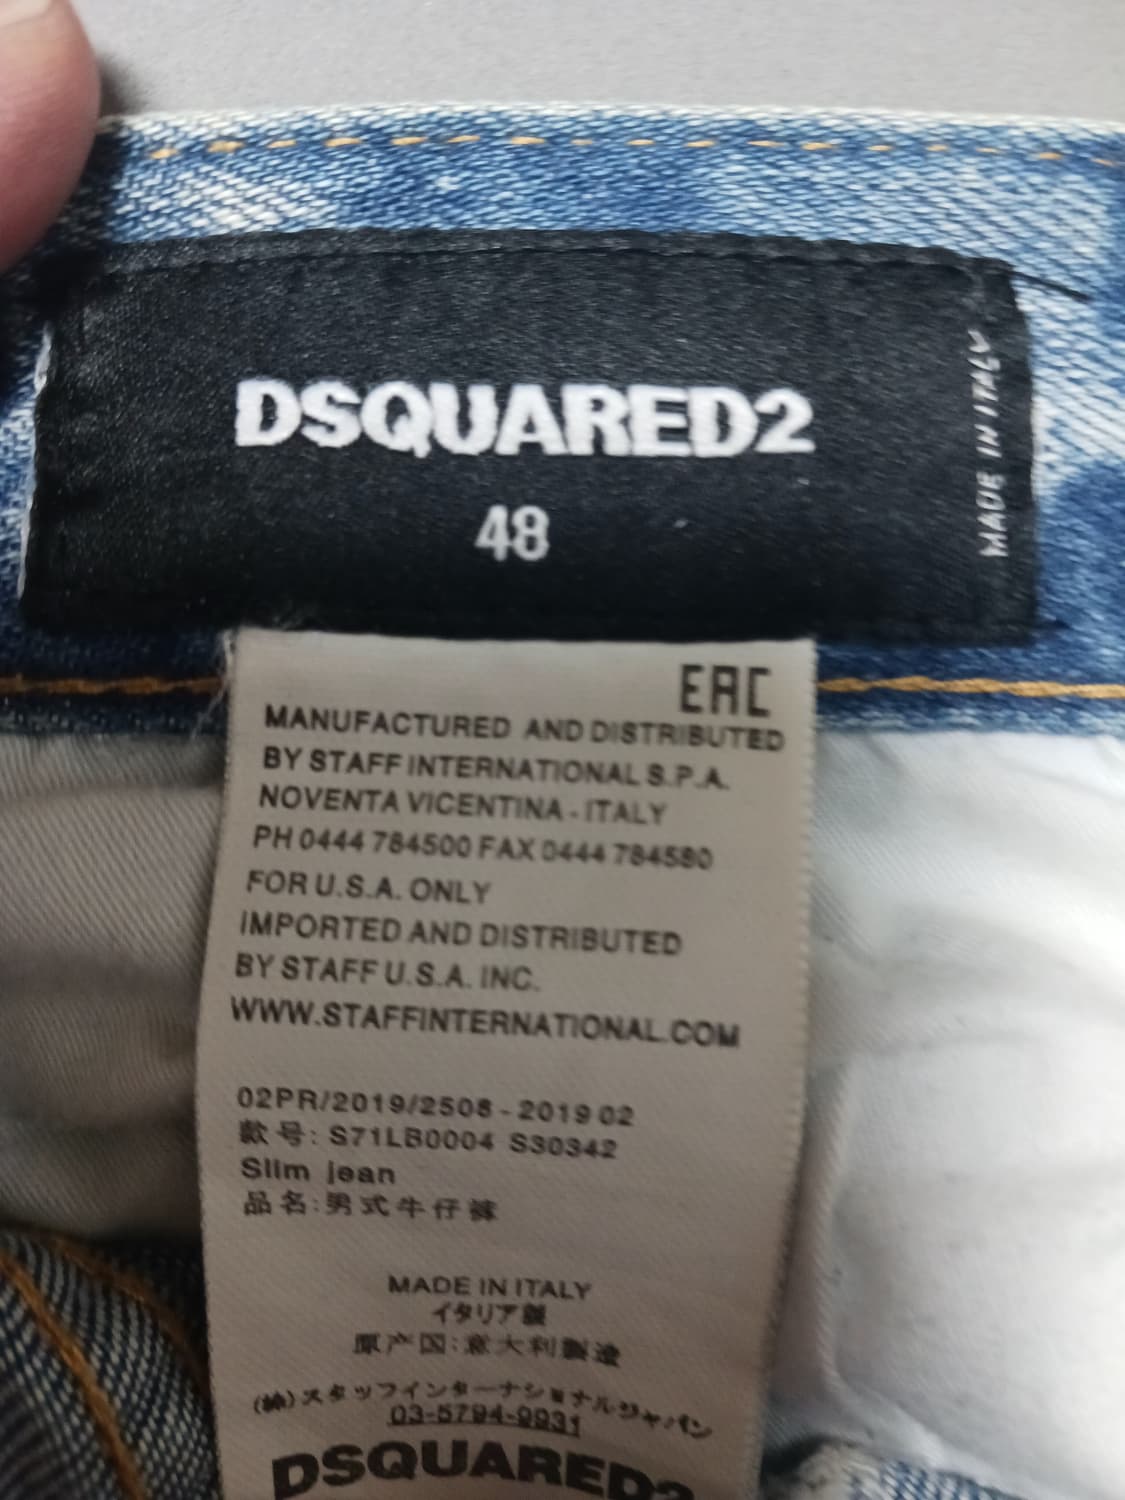 DSQUARED2
48
MADE IN ITALY
EAC
MANUFACTURED AND DISTRIBUTED
BY STAFF INTERNATIONAL S.P.A.
NOVENTA VICENTINA - ITALY
PH 0444 784500 FAX 0444 784580
FOR U.S.A. ONLY
IMPORTED AND DISTRIBUTED
BY STAFF U.S.A. INC.
WWW.STAFFINTERNATIONAL.COM
02PR/2019/2508 - 2019 02
款号: S71LB0004 S30342
Slim jean
品名:男式牛仔裤
MADE IN ITALY
イタリア製
原产国:意大利製造
(株)スタッフインターナショナルジャパン
03-5794-9931
DSQUARED2